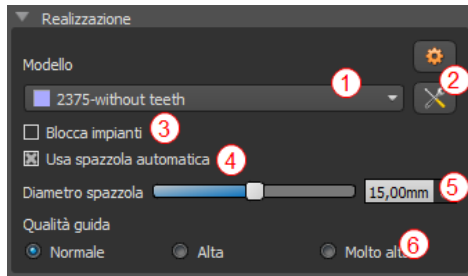 Realizzazione
Modello
2375-without teeth
1
2
Blocca impianti
3
Usa spazzola automatica
4
Diametro spazzola
15,00mm
5
Qualità guida
Normale
Alta
Molto alta
6